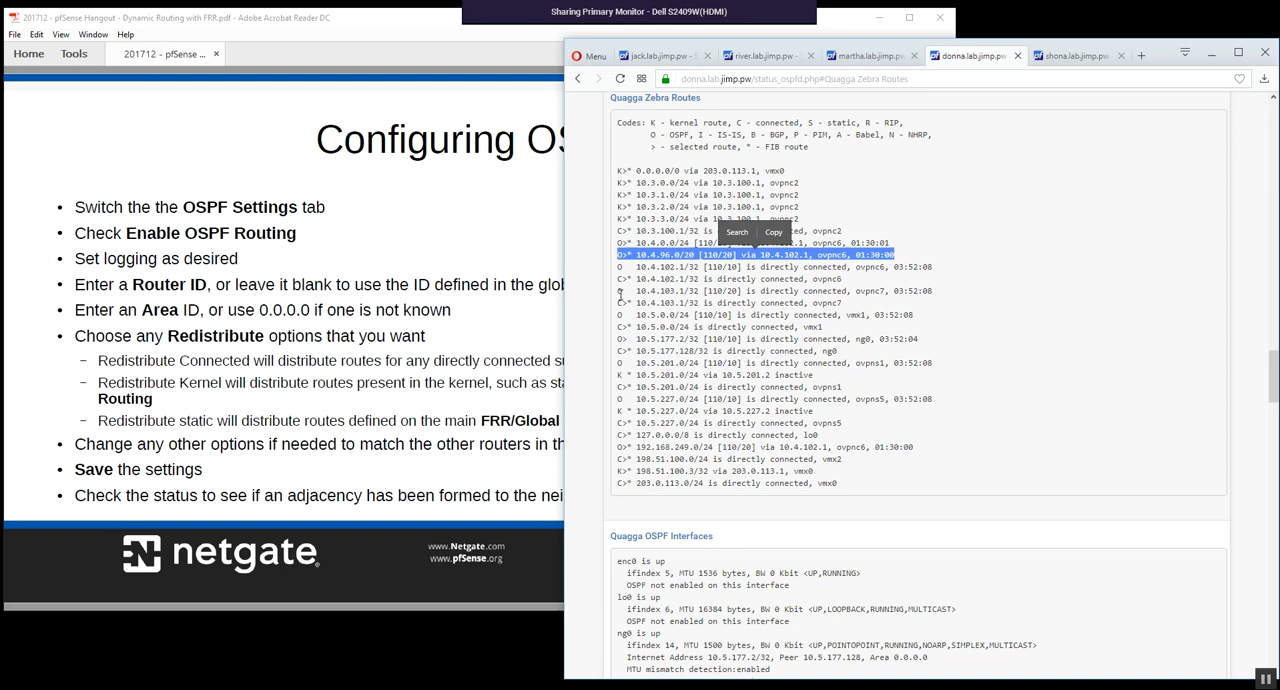 Sharing Primary Monitor - Dell S2409W(HDMI)
201712 - pfSense Hangout - Dynamic Routing with FRR.pdf - Adobe Acrobat Reader DC
File Edit View Window Help
Home Tools 201712 - pfSense ... ×
Configuring OS
• Switch the the OSPF Settings tab
• Check Enable OSPF Routing
• Set logging as desired
• Enter a Router ID, or leave it blank to use the ID defined in the glob
• Enter an Area ID, or use 0.0.0.0 if one is not known
• Choose any Redistribute options that you want
– Redistribute Connected will distribute routes for any directly connected su
– Redistribute Kernel will distribute routes present in the kernel, such as sta
Routing
– Redistribute static will distribute routes defined on the main FRR/Global
• Change any other options if needed to match the other routers in th
• Save the settings
• Check the status to see if an adjacency has been formed to the nei
netgate®
www.Netgate.com
www.pfSense.org
Menu jack.lab.jimp.pw - S river.lab.jimp.pw - martha.lab.jimp.pw donna.lab.jimp.pw shona.lab.jimp.pw
donna.lab.jimp.pw/status_ospfd.php#Quagga Zebra Routes
Quagga Zebra Routes
Codes: K - kernel route, C - connected, S - static, R - RIP,
O - OSPF, I - IS-IS, B - BGP, P - PIM, A - Babel, N - NHRP,
> - selected route, * - FIB route
K>* 0.0.0.0/0 via 203.0.113.1, vmx0
K>* 10.3.0.0/24 via 10.3.100.1, ovpnc2
K>* 10.3.1.0/24 via 10.3.100.1, ovpnc2
K>* 10.3.2.0/24 via 10.3.100.1, ovpnc2
K>* 10.3.3.0/24 via 10.3.100.1, ovpnc2
C>* 10.3.100.1/32 ed, ovpnc2
Search Copy
O>* 10.4.0.0/24 [110/ .102.1, ovpnc6, 01:30:01
O>* 10.4.96.0/20 [110/20] via 10.4.102.1, ovpnc6, 01:30:00
O 10.4.102.1/32 [110/10] is directly connected, ovpnc6, 03:52:08
C>* 10.4.102.1/32 is directly connected, ovpnc6
O 10.4.103.1/32 [110/20] is directly connected, ovpnc7, 03:52:08
C>* 10.4.103.1/32 is directly connected, ovpnc7
O 10.5.0.0/24 [110/10] is directly connected, vmx1, 03:52:08
C>* 10.5.0.0/24 is directly connected, vmx1
O> 10.5.177.2/32 [110/10] is directly connected, ng0, 03:52:04
C>* 10.5.177.128/32 is directly connected, ng0
O 10.5.201.0/24 [110/10] is directly connected, ovpns1, 03:52:08
K * 10.5.201.0/24 via 10.5.201.2 inactive
C>* 10.5.201.0/24 is directly connected, ovpns1
O 10.5.227.0/24 [110/10] is directly connected, ovpns5, 03:52:08
K * 10.5.227.0/24 via 10.5.227.2 inactive
C>* 10.5.227.0/24 is directly connected, ovpns5
C>* 127.0.0.0/8 is directly connected, lo0
O>* 192.168.249.0/24 [110/20] via 10.4.102.1, ovpnc6, 01:30:00
C>* 198.51.100.0/24 is directly connected, vmx2
K>* 198.51.100.3/32 via 203.0.113.1, vmx0
C>* 203.0.113.0/24 is directly connected, vmx0
Quagga OSPF Interfaces
enc0 is up
ifindex 5, MTU 1536 bytes, BW 0 Kbit <UP,RUNNING>
OSPF not enabled on this interface
lo0 is up
ifindex 6, MTU 16384 bytes, BW 0 Kbit <UP,LOOPBACK,RUNNING,MULTICAST>
OSPF not enabled on this interface
ng0 is up
ifindex 14, MTU 1500 bytes, BW 0 Kbit <UP,POINTOPOINT,RUNNING,NOARP,SIMPLEX,MULTICAST>
Internet Address 10.5.177.2/32, Peer 10.5.177.128, Area 0.0.0.0
MTU mismatch detection:enabled